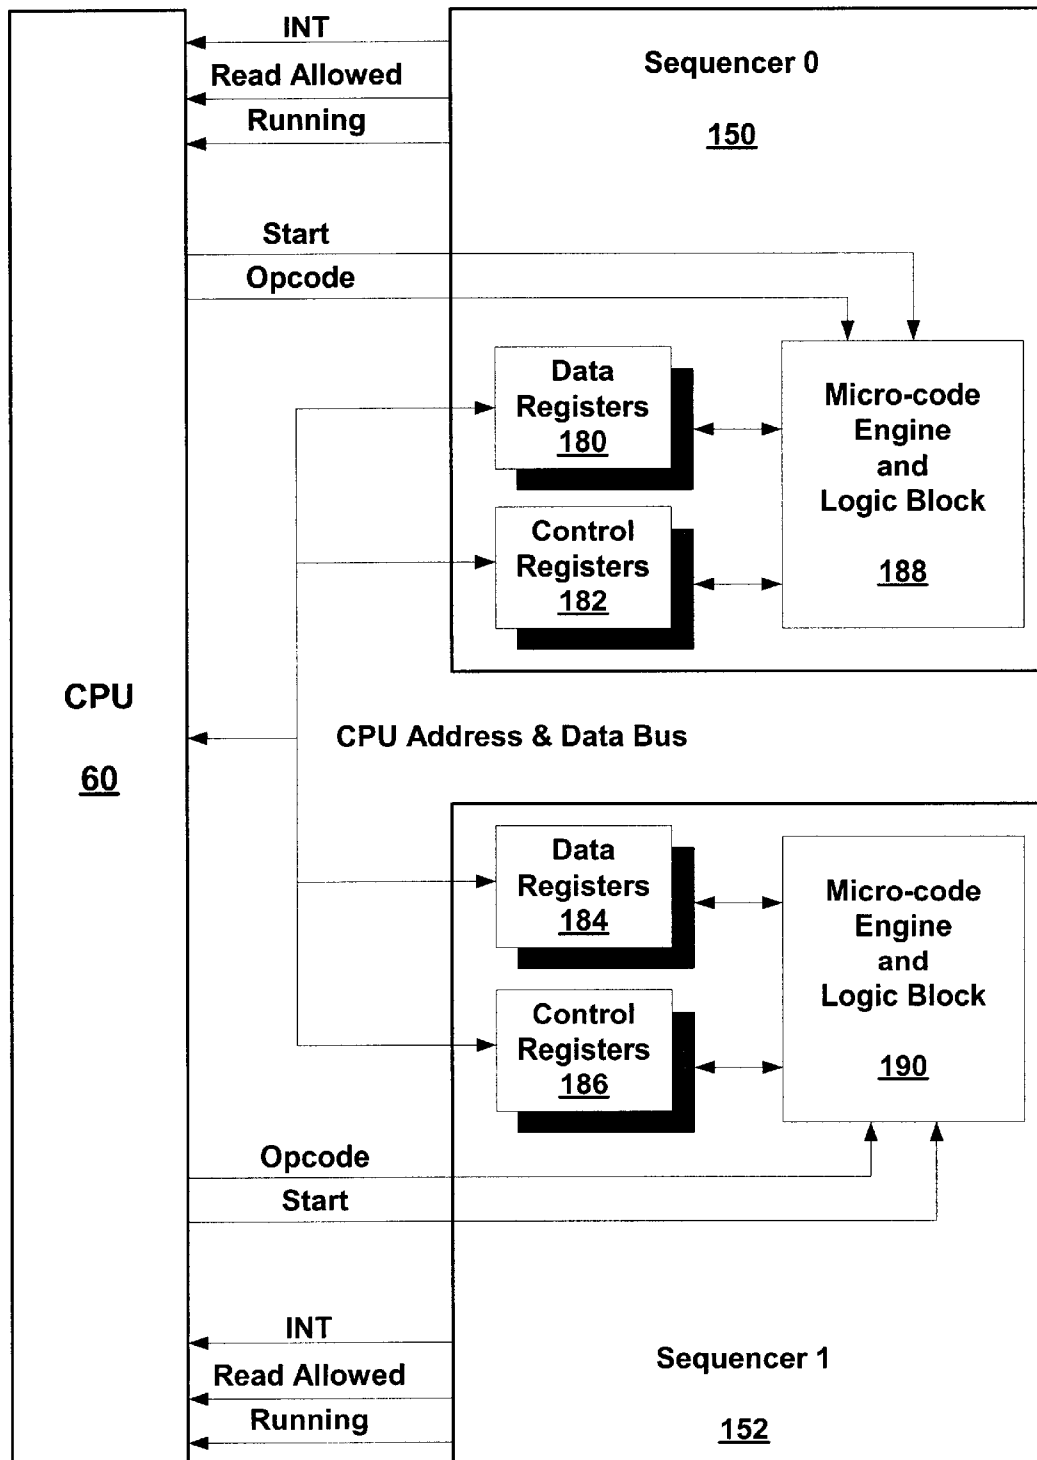 INT
Read Allowed
Running
Sequencer 0
150
Start
Opcode
Data
Registers
180
Control
Registers
182
Micro-code
Engine
and
Logic Block
188
CPU
60
CPU Address & Data Bus
Data
Registers
184
Control
Registers
186
Micro-code
Engine
and
Logic Block
190
Opcode
Start
INT
Read Allowed
Running
Sequencer 1
152